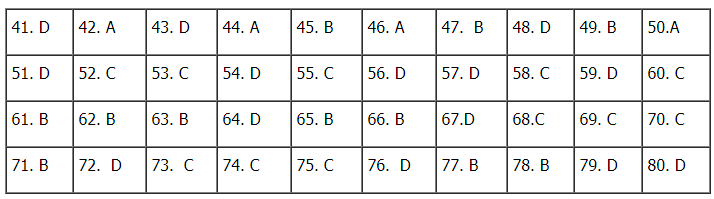 41. D 42. A 43. D 44. A 45. B 46. A 47. B 48. D 49. B 50.A
51. D 52. C 53. C 54. D 55. C 56. D 57. D 58. C 59. D 60. C
61. B 62. B 63. B 64. D 65. B 66. B 67.D 68.C 69. C 70. C
71. B 72. D 73. C 74. C 75. C 76. D 77. B 78. B 79. D 80. D